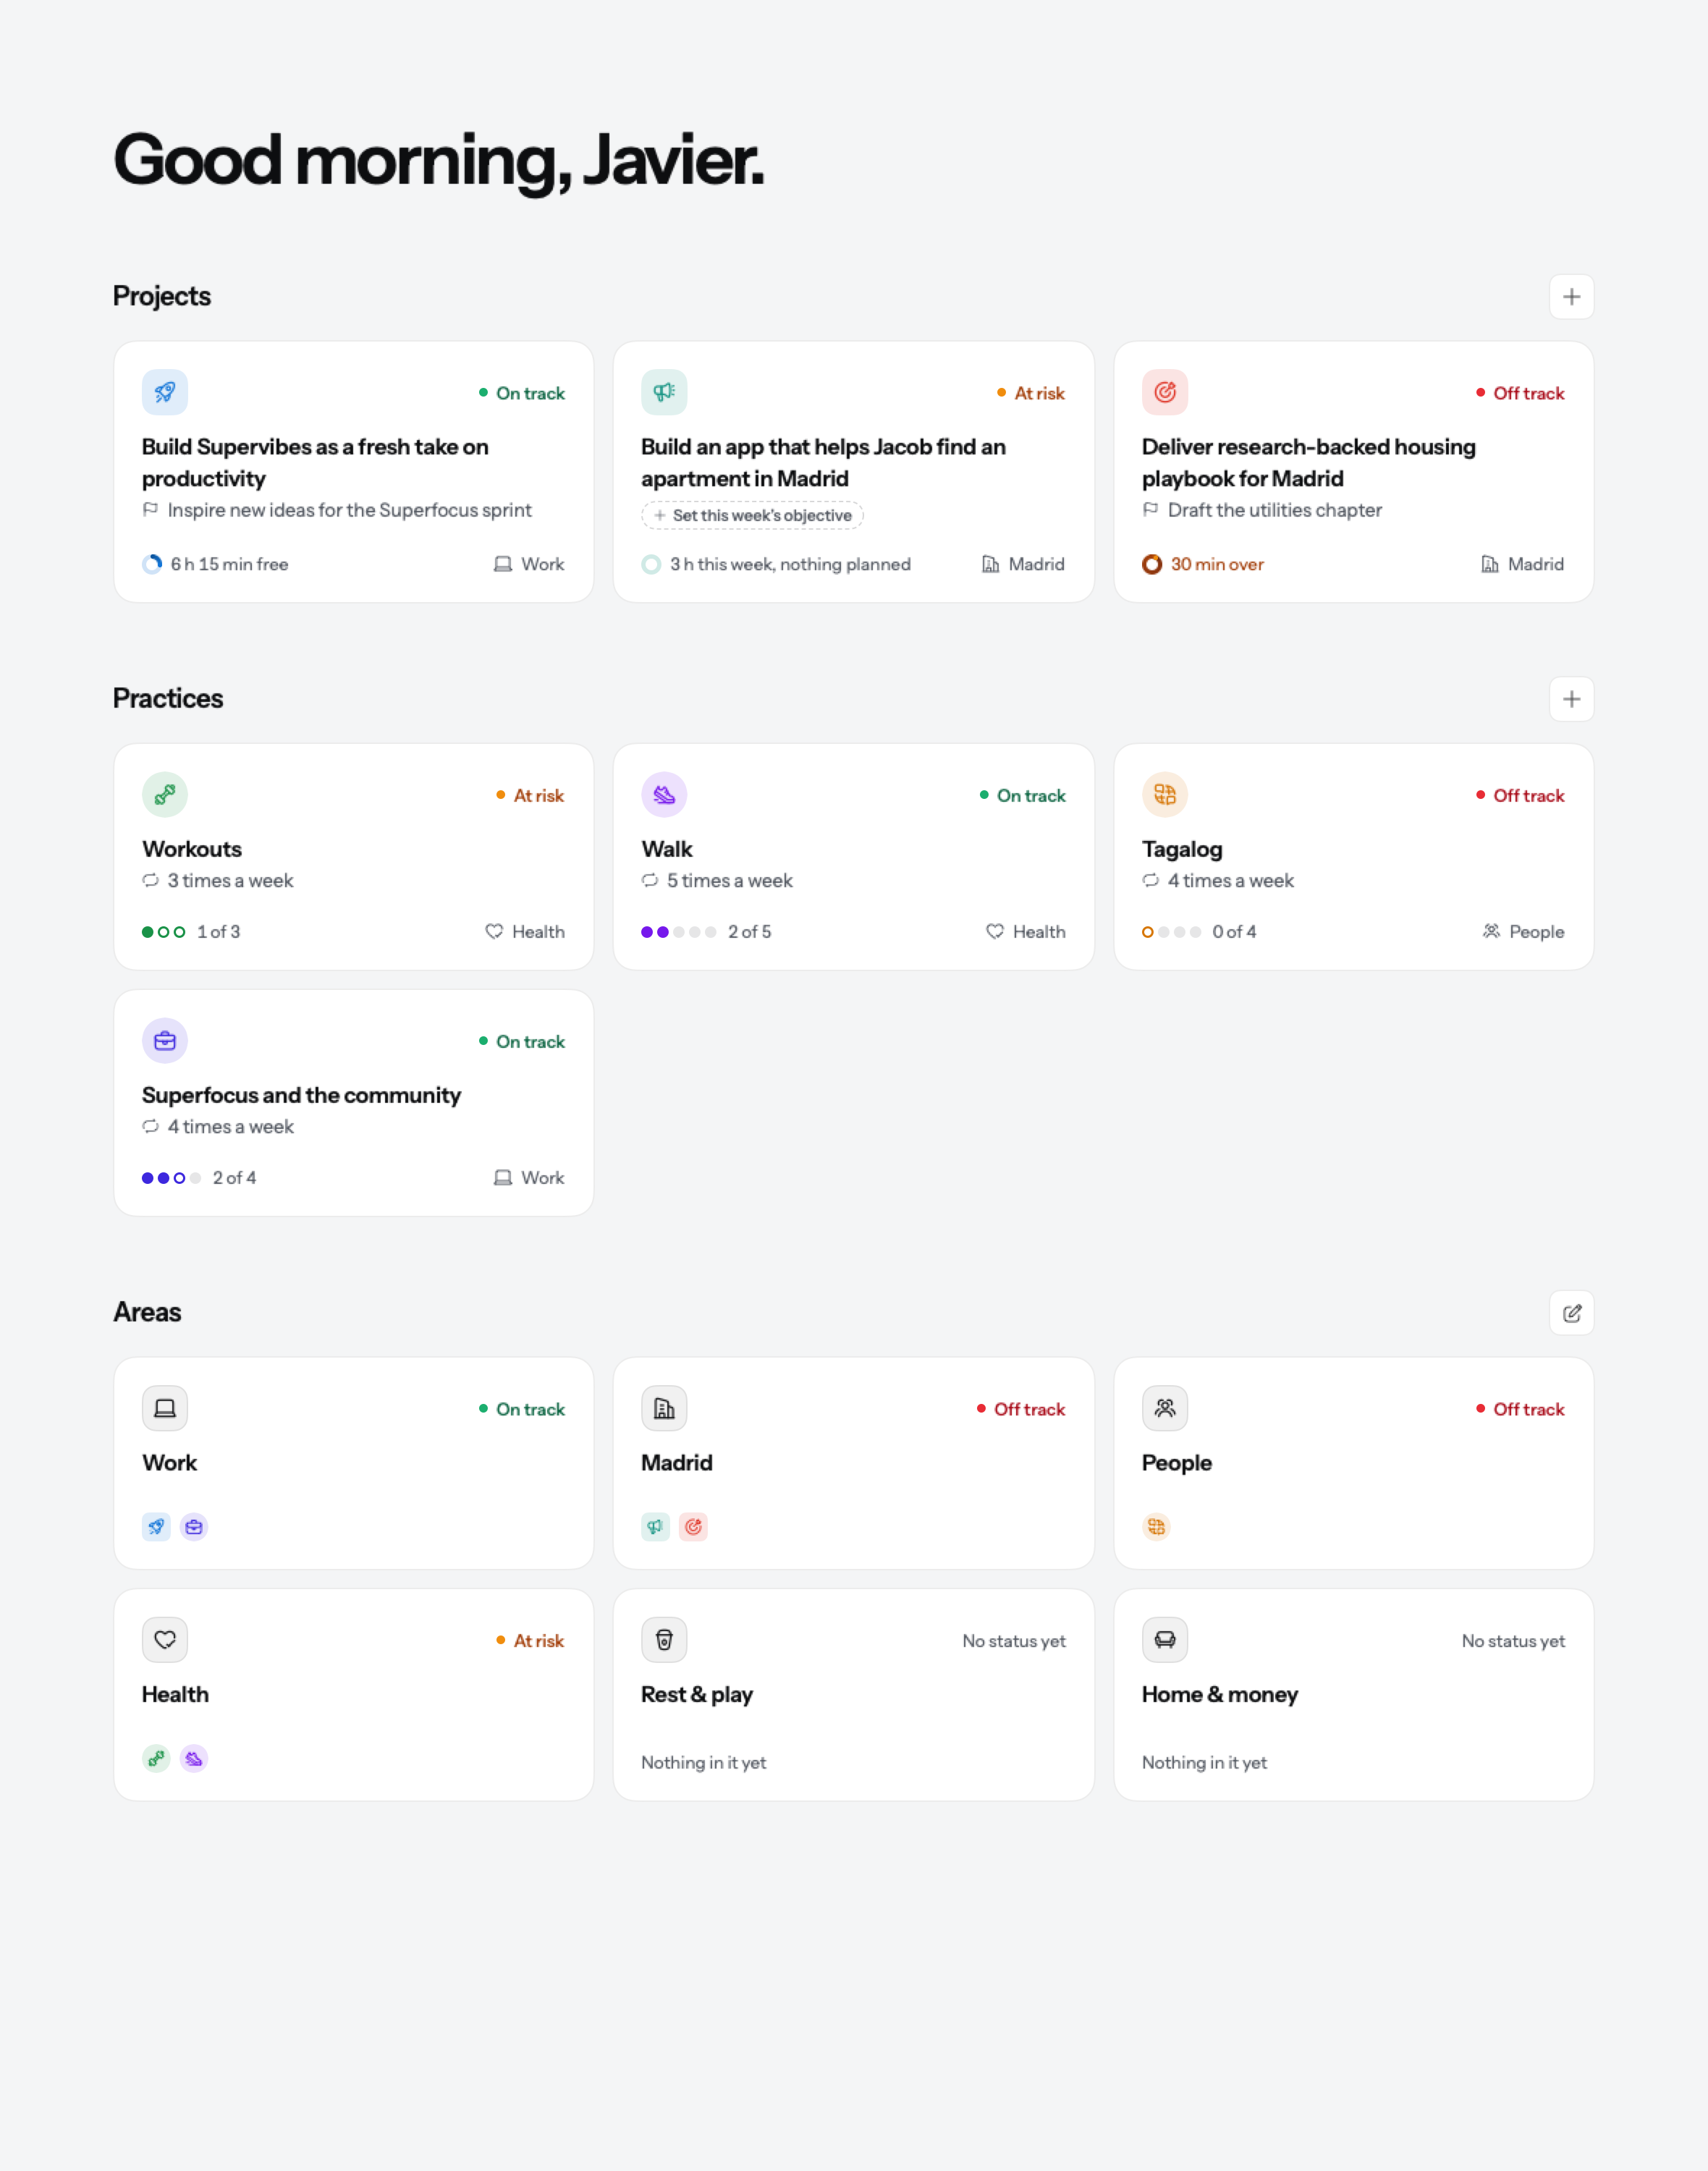 Good morning, Javier.
Projects
On track
Build Supervibes as a fresh take on
productivity
Inspire new ideas for the Superfocus sprint
6 h 15 min free
Work
At risk
Build an app that helps Jacob find an
apartment in Madrid
+ Set this week's objective
3 h this week, nothing planned
Madrid
Off track
Deliver research-backed housing
playbook for Madrid
Draft the utilities chapter
30 min over
Madrid
Practices
At risk
Workouts
3 times a week
1 of 3
Health
On track
Walk
5 times a week
2 of 5
Health
Off track
Tagalog
4 times a week
0 of 4
People
On track
Superfocus and the community
4 times a week
2 of 4
Work
Areas
On track
Work
Off track
Madrid
Off track
People
At risk
Health
No status yet
Rest & play
Nothing in it yet
No status yet
Home & money
Nothing in it yet